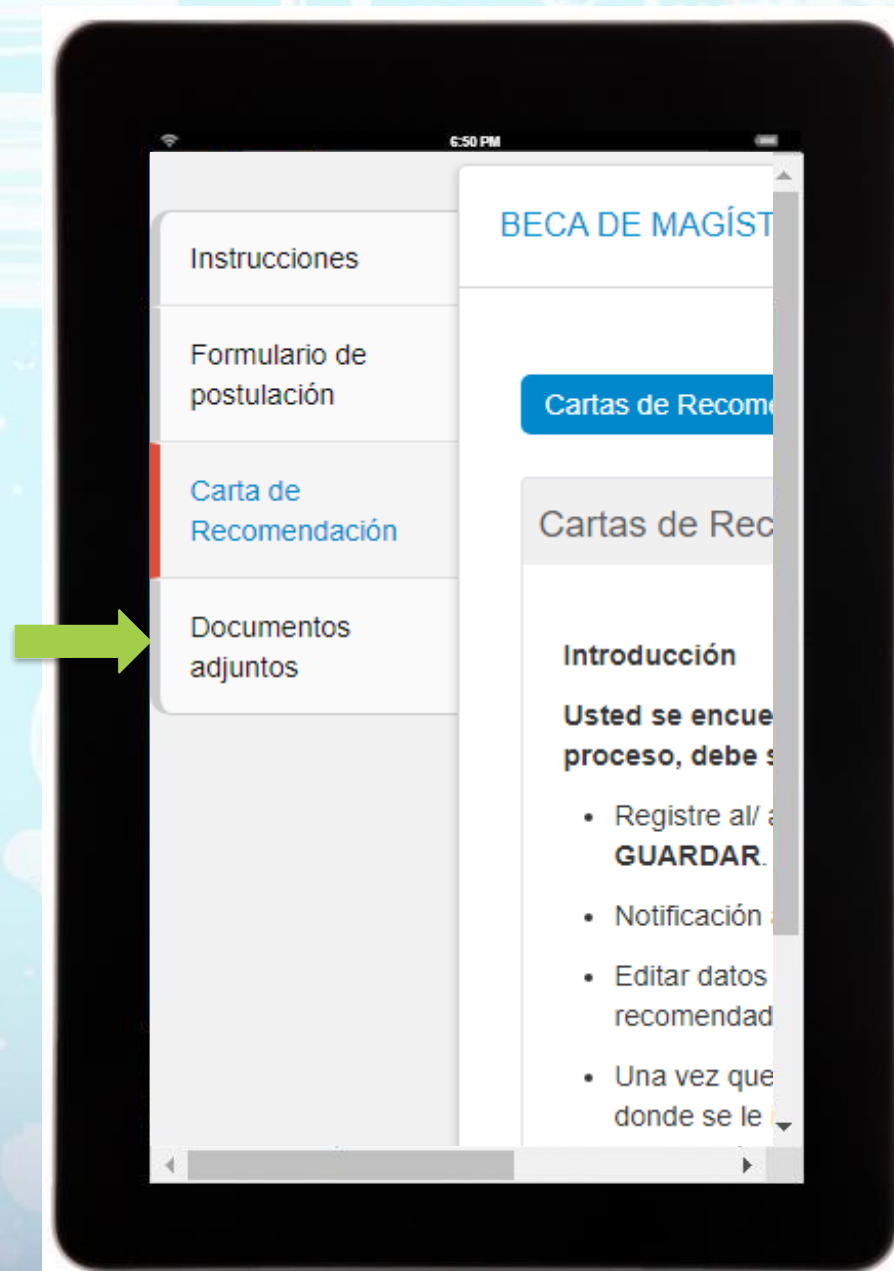 6:50 PM
Instrucciones
Formulario de
postulación
Carta de
Recomendación
Documentos
adjuntos
BECA DE MAGÍST
Cartas de Recom
Cartas de Rec
Introducción
Usted se encue
proceso, debe s
• Registre al/ a
GUARDAR.
• Notificación
• Editar datos
recomendad
• Una vez que
donde se le